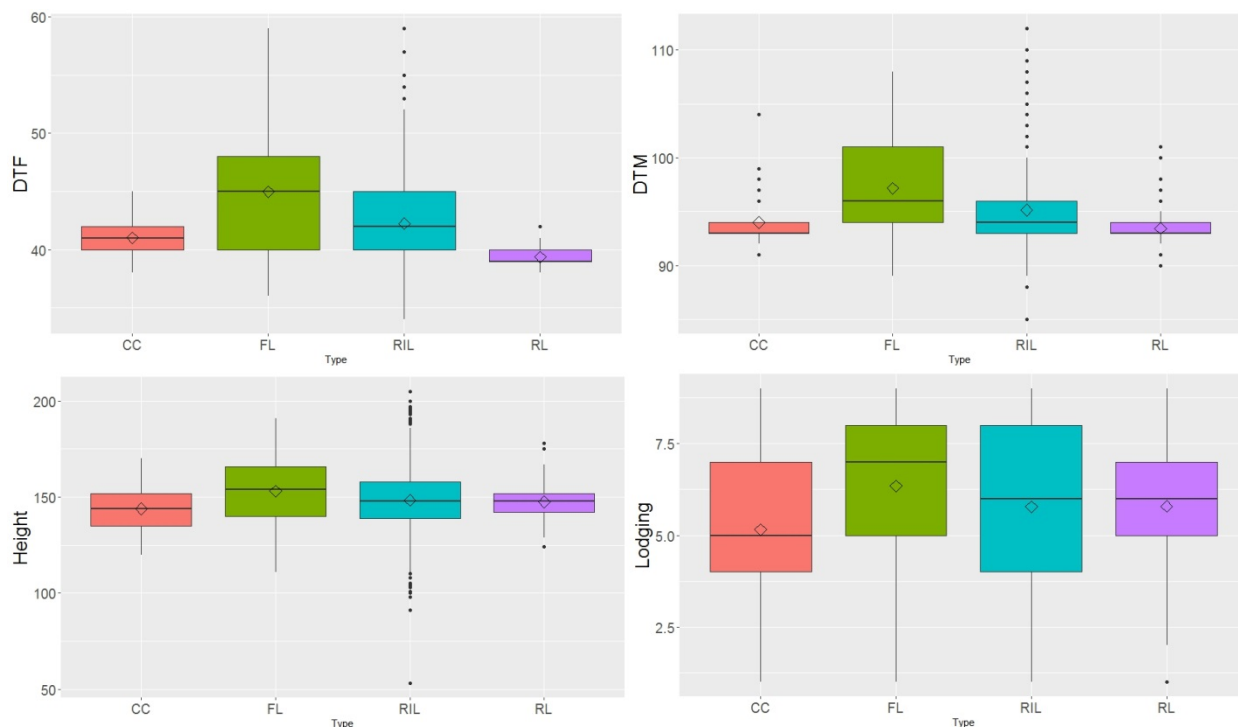 DTF
60
50
40
CC FL RIL RL
Type
DTM
110
100
90
CC FL RIL RL
Type
Height
200
150
100
50
CC FL RIL RL
Type
Lodging
7.5
5.0
2.5
CC FL RIL RL
Type